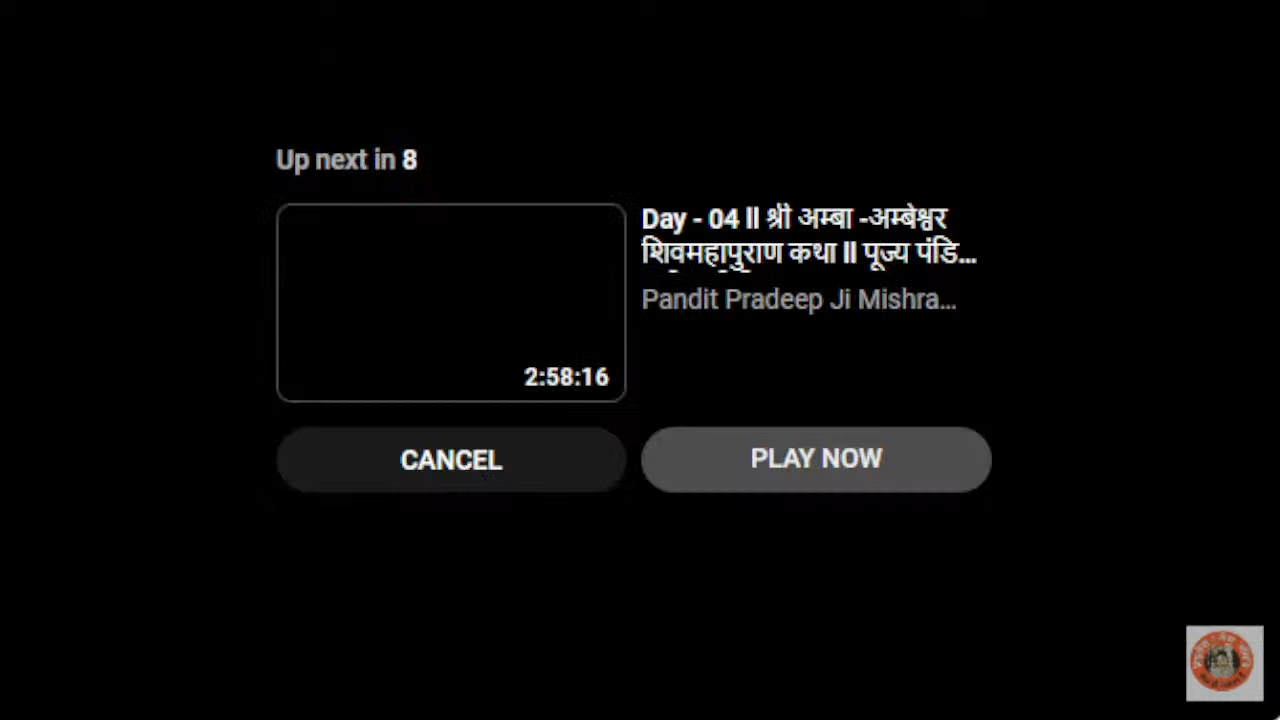 Up next in 8
Day - 04 ll श्री अम्बा -अम्बेश्वर
शिवमहापुराण कथा ll पूज्य पंडि...
Pandit Pradeep Ji Mishra...
2:58:16
CANCEL
PLAY NOW